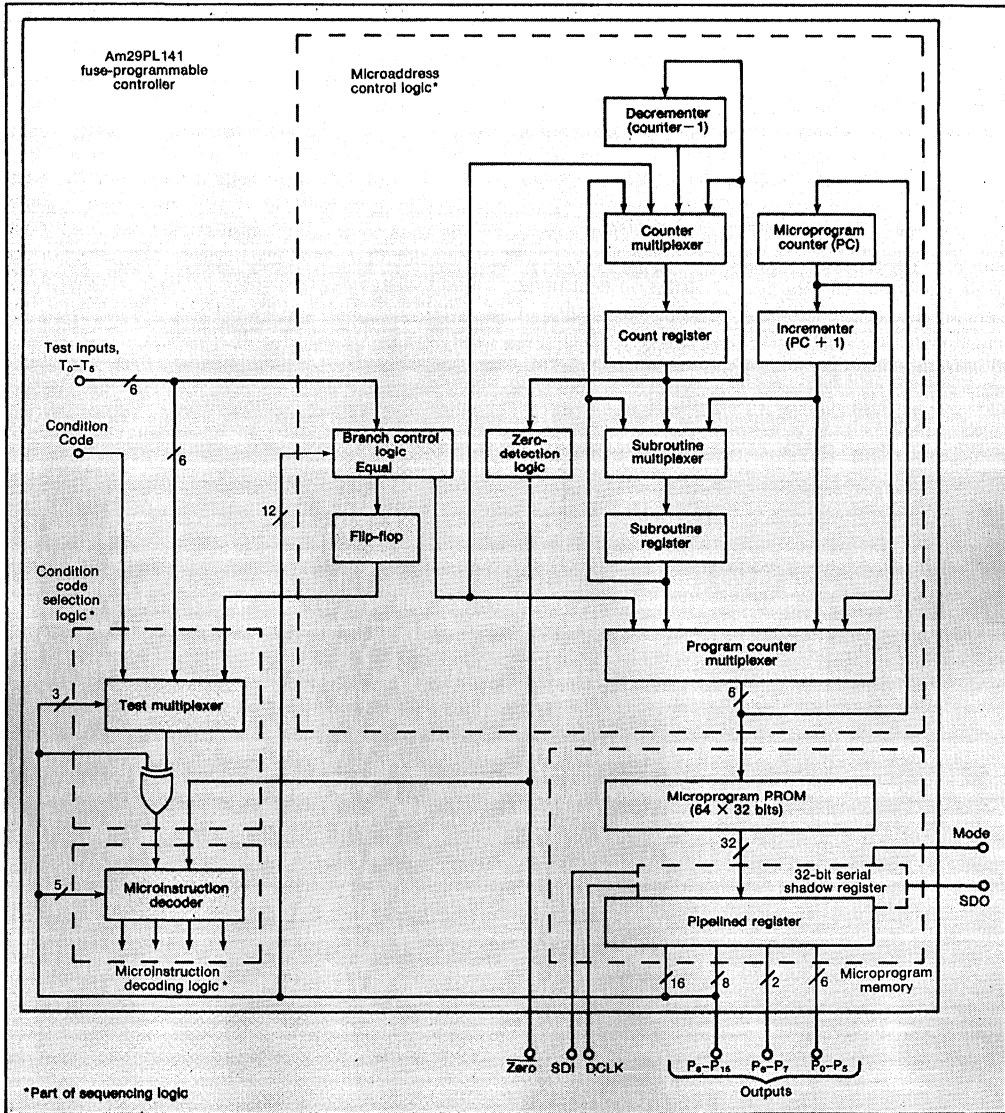 Am29PL141
fuse-programmable
controller
Microaddress
control logic*
Decrementer
(counter−1)
Counter
multiplexer
Microprogram
counter (PC)
Count register
Incrementer
(PC + 1)
Test Inputs,
T₀–T₅
6
Condition
Code
6
Branch control
logic
Equal
Zero-
detection
logic
Subroutine
multiplexer
12
Flip-flop
Subroutine
register
Condition
code
selection
logic*
Program counter
multiplexer
3
Test multiplexer
6
Microprogram PROM
(64 × 32 bits)
Mode
32
32-bit serial
shadow register
SDO
5
Microinstruction
decoder
Pipelined register
Microinstruction
decoding logic*
16
8
2
6
Microprogram
memory
Zero
SDI
DCLK
P₈–P₁₅
P₆–P₇
P₀–P₅
Outputs
*Part of sequencing logic